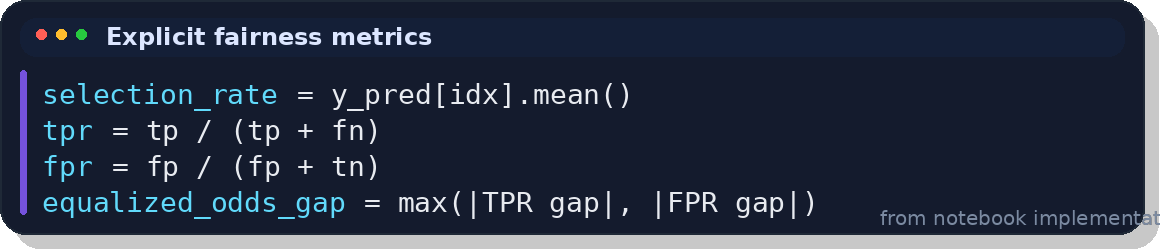 Explicit fairness metrics
selection_rate = y_pred[idx].mean()
tpr = tp / (tp + fn)
fpr = fp / (fp + tn)
equalized_odds_gap = max(|TPR gap|, |FPR gap|)
from notebook implementat